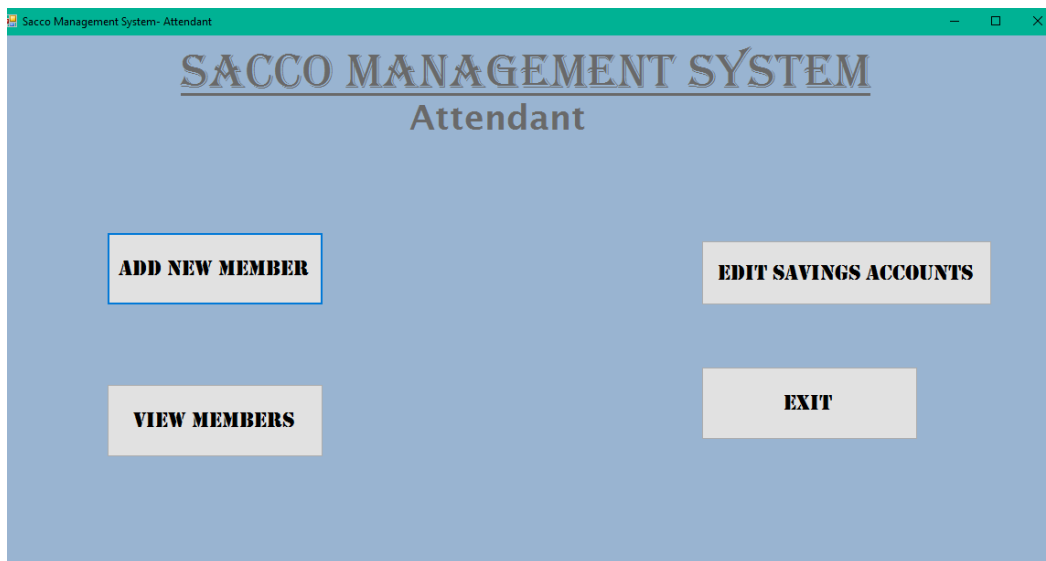 Sacco Management System- Attendant
SACCO MANAGEMENT SYSTEM
Attendant
ADD NEW MEMBER
EDIT SAVINGS ACCOUNTS
VIEW MEMBERS
EXIT